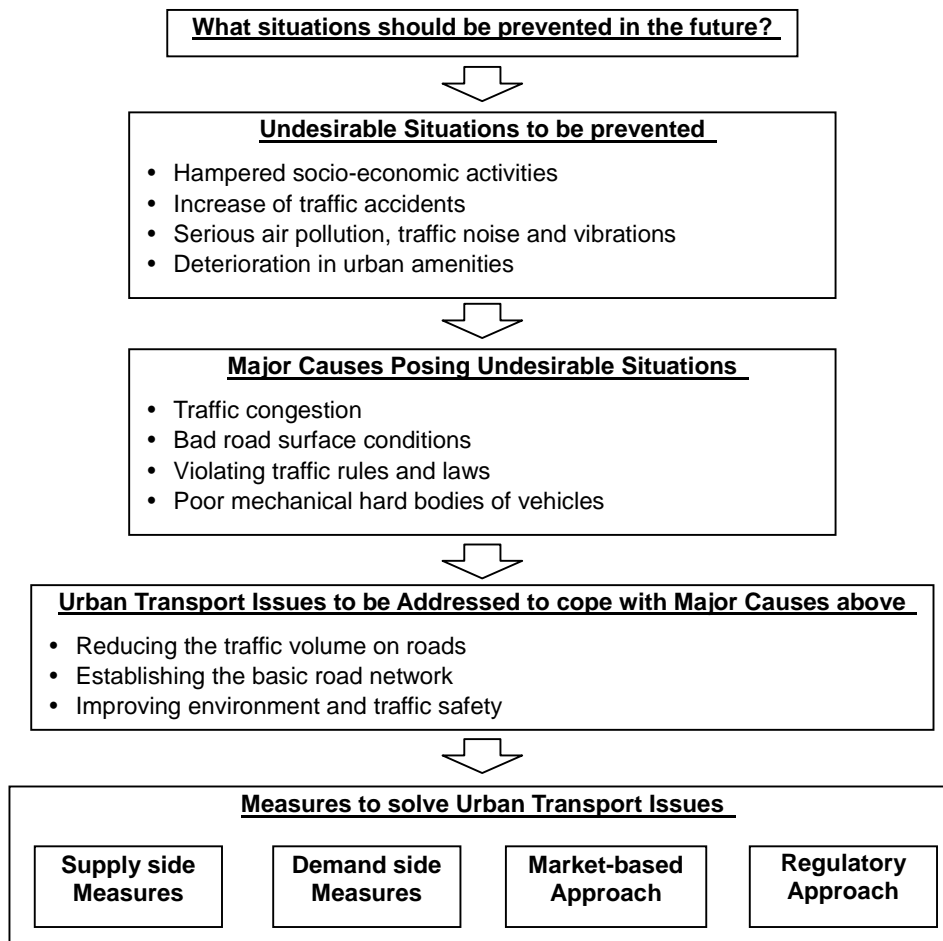 What situations should be prevented in the future?
Undesirable Situations to be prevented
• Hampered socio-economic activities
• Increase of traffic accidents
• Serious air pollution, traffic noise and vibrations
• Deterioration in urban amenities
Major Causes Posing Undesirable Situations
• Traffic congestion
• Bad road surface conditions
• Violating traffic rules and laws
• Poor mechanical hard bodies of vehicles
Urban Transport Issues to be Addressed to cope with Major Causes above
• Reducing the traffic volume on roads
• Establishing the basic road network
• Improving environment and traffic safety
Measures to solve Urban Transport Issues
Supply side
Measures
Demand side
Measures
Market-based
Approach
Regulatory
Approach